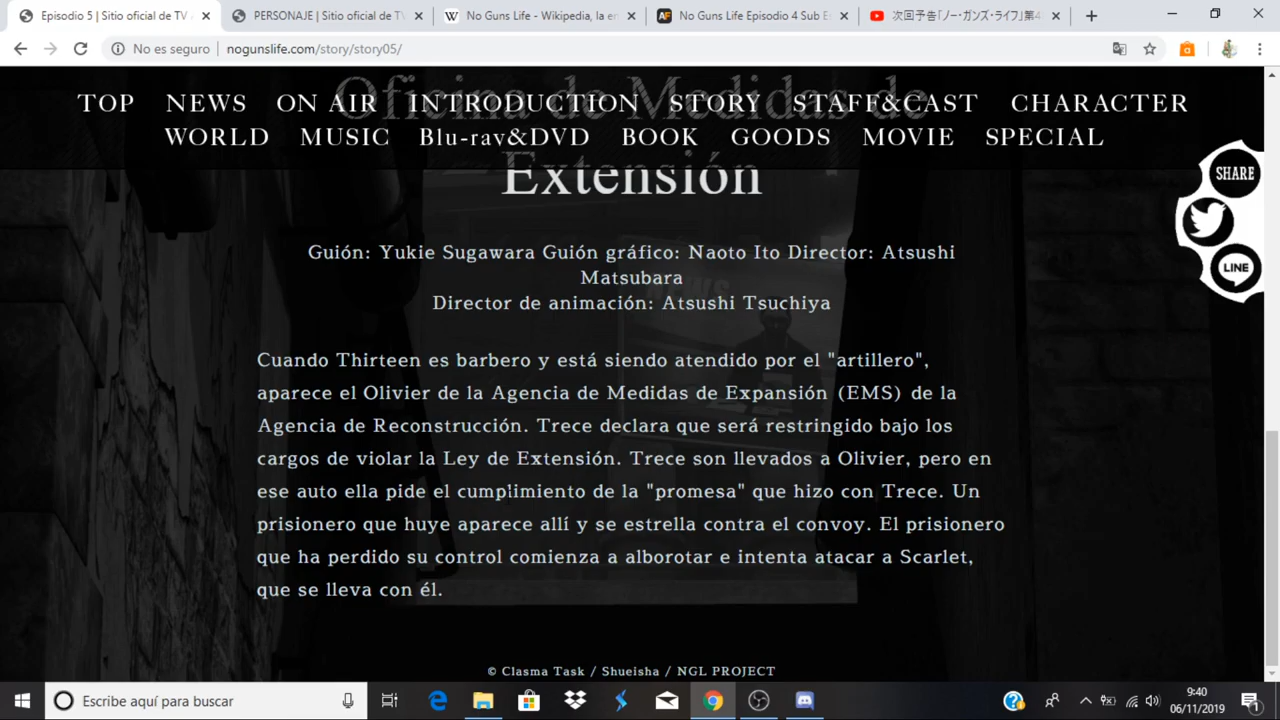 Episodio 5 | Sitio oficial de TV
PERSONAJE | Sitio oficial de TV
No Guns Life - Wikipedia, la en
No Guns Life Episodio 4 Sub E
次回予告「ノー・ガンズ・ライフ」第4
No es seguro
nogunslife.com/story/story05/
Oficina de Medidas de
TOP NEWS ON AIR INTRODUCTION STORY STAFF&CAST CHARACTER
WORLD MUSIC Blu-ray&DVD BOOK GOODS MOVIE SPECIAL
Extensión
SHARE
LINE
Guión: Yukie Sugawara Guión gráfico: Naoto Ito Director: Atsushi
Matsubara
Director de animación: Atsushi Tsuchiya
Cuando Thirteen es barbero y está siendo atendido por el "artillero",
aparece el Olivier de la Agencia de Medidas de Expansión (EMS) de la
Agencia de Reconstrucción. Trece declara que será restringido bajo los
cargos de violar la Ley de Extensión. Trece son llevados a Olivier, pero en
ese auto ella pide el cumplimiento de la "promesa" que hizo con Trece. Un
prisionero que huye aparece allí y se estrella contra el convoy. El prisionero
que ha perdido su control comienza a alborotar e intenta atacar a Scarlet,
que se lleva con él.
© Clasma Task / Shueisha / NGL PROJECT
Escribe aquí para buscar
9:40
06/11/2019